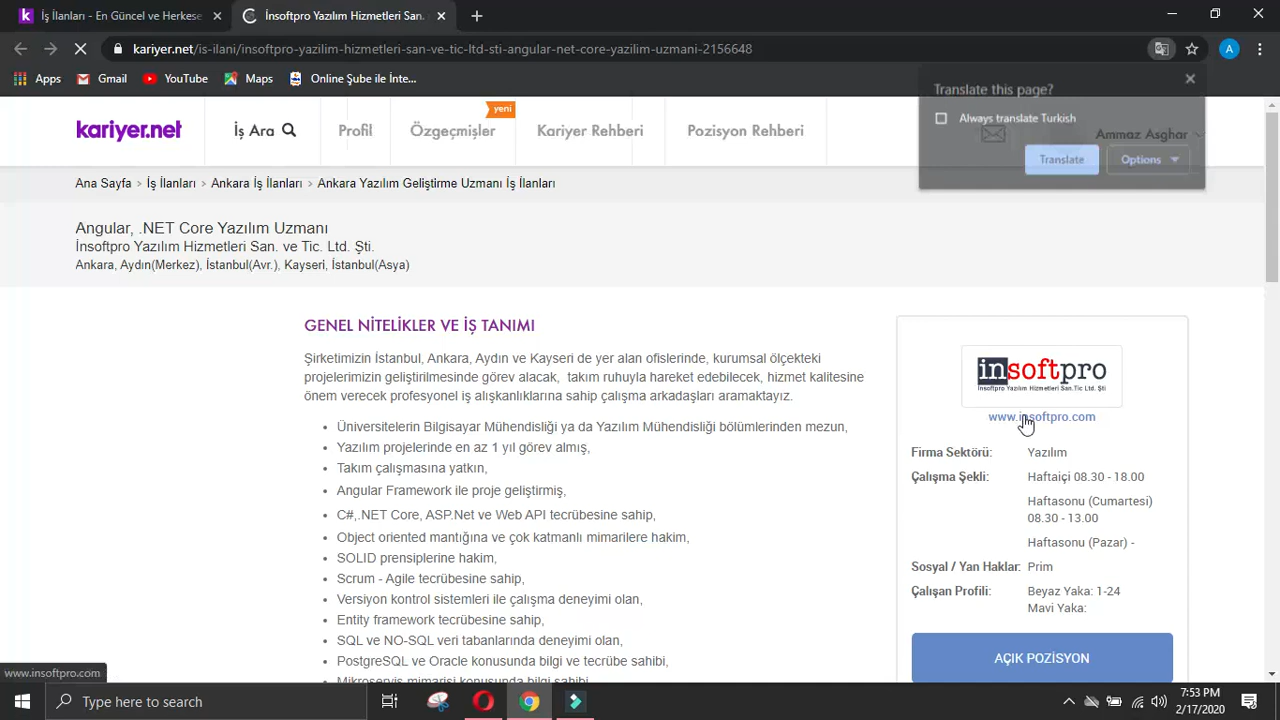 İş İlanları - En Güncel ve Herkese
İnsoftpro Yazılım Hizmetleri San.
kariyer.net/is-ilani/insoftpro-yazilim-hizmetleri-san-ve-tic-ltd-sti-angular-net-core-yazilim-uzmani-2156648
A
Apps
Gmail
YouTube
Maps
Online Şube ile İnte...
Translate this page?
Always translate Turkish
Translate
Options
kariyer.net
İş Ara
Profil
yeni
Özgeçmişler
Kariyer Rehberi
Pozisyon Rehberi
Ammaz Asghar
Ana Sayfa > İş İlanları > Ankara İş İlanları > Ankara Yazılım Geliştirme Uzmanı İş İlanları
Angular, .NET Core Yazılım Uzmanı
İnsoftpro Yazılım Hizmetleri San. ve Tic. Ltd. Şti.
Ankara, Aydın(Merkez), İstanbul(Avr.), Kayseri, İstanbul(Asya)
GENEL NİTELİKLER VE İŞ TANIMI
Şirketimizin İstanbul, Ankara, Aydın ve Kayseri de yer alan ofislerinde, kurumsal ölçekteki
projelerimizin geliştirilmesinde görev alacak, takım ruhuyla hareket edebilecek, hizmet kalitesine
önem verecek profesyonel iş alışkanlıklarına sahip çalışma arkadaşları aramaktayız.
• Üniversitelerin Bilgisayar Mühendisliği ya da Yazılım Mühendisliği bölümlerinden mezun,
• Yazılım projelerinde en az 1 yıl görev almış,
• Takım çalışmasına yatkın,
• Angular Framework ile proje geliştirmiş,
• C#,.NET Core, ASP.Net ve Web API tecrübesine sahip,
• Object oriented mantığına ve çok katmanlı mimarilere hakim,
• SOLID prensiplerine hakim,
• Scrum - Agile tecrübesine sahip,
• Versiyon kontrol sistemleri ile çalışma deneyimi olan,
• Entity framework tecrübesine sahip,
• SQL ve NO-SQL veri tabanlarında deneyimi olan,
• PostgreSQL ve Oracle konusunda bilgi ve tecrübe sahibi,
• Mikroservis mimarisi konusunda bilgi sahibi
insoftpro
İnsoftpro Yazılım Hizmetleri San.Tic Ltd. Şti
www.insoftpro.com
Firma Sektörü: Yazılım
Çalışma Şekli: Haftaiçi 08.30 - 18.00
Haftasonu (Cumartesi)
08.30 - 13.00
Haftasonu (Pazar) -
Sosyal / Yan Haklar: Prim
Çalışan Profili: Beyaz Yaka: 1-24
Mavi Yaka:
AÇIK POZİSYON
www.insoftpro.com
Type here to search
7:53 PM
2/17/2020